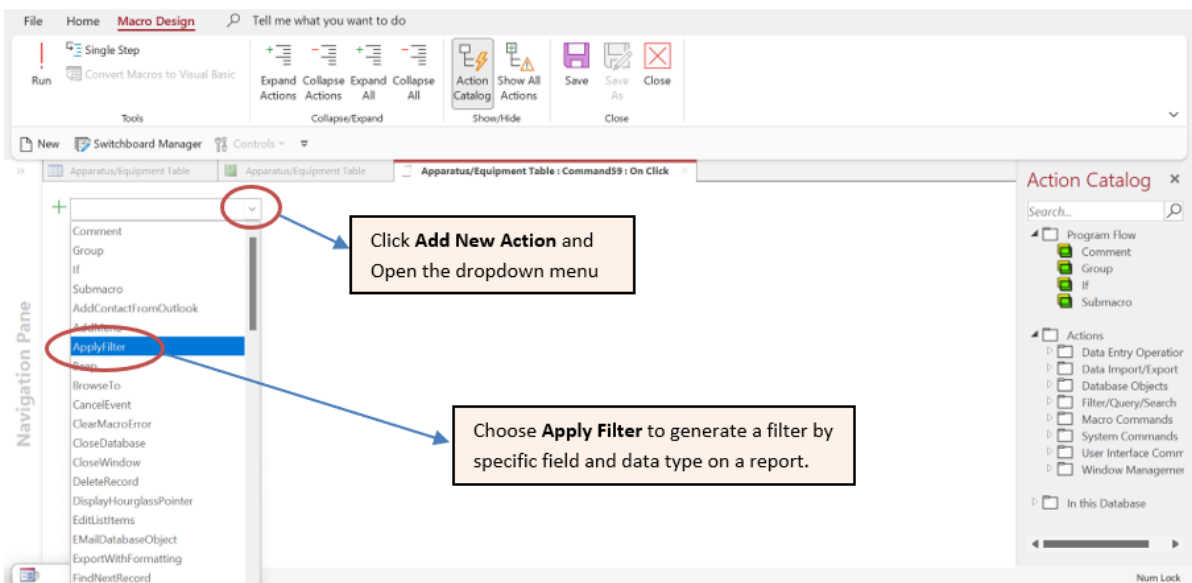 File Home Macro Design Tell me what you want to do
Run
Single Step
Convert Macros to Visual Basic
Tools
Expand Actions
Collapse Actions
Expand All
Collapse All
Collapse/Expand
Action Catalog
Show All Actions
Show/Hide
Save
Save As
Close
Close
New Switchboard Manager Controls
Apparatus/Equipment Table Apparatus/Equipment Table Apparatus/Equipment Table : Command59 : On Click
Navigation Pane
Comment
Group
If
Submacro
AddContactFromOutlook
AddMenu
ApplyFilter
Beep
BrowseTo
CancelEvent
ClearMacroError
CloseDatabase
CloseWindow
DeleteRecord
DisplayHourglassPointer
EditListItems
EMailDatabaseObject
ExportWithFormatting
FindNextRecord
Click Add New Action and
Open the dropdown menu
Choose Apply Filter to generate a filter by
specific field and data type on a report.
Action Catalog
Search...
Program Flow
Comment
Group
If
Submacro
Actions
Data Entry Operation
Data Import/Export
Database Objects
Filter/Query/Search
Macro Commands
System Commands
User Interface Comm
Window Managemer
In this Database
Num Lock